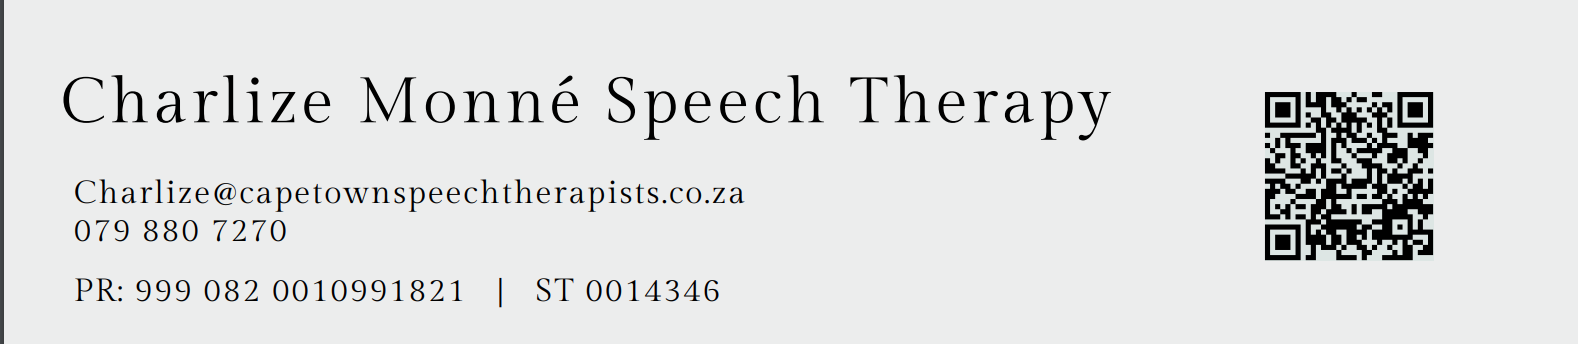 Charlize Monné Speech Therapy
Charlize@capetownspeechtherapists.co.za
079 880 7270
PR: 999 082 0010991821 | ST 0014346